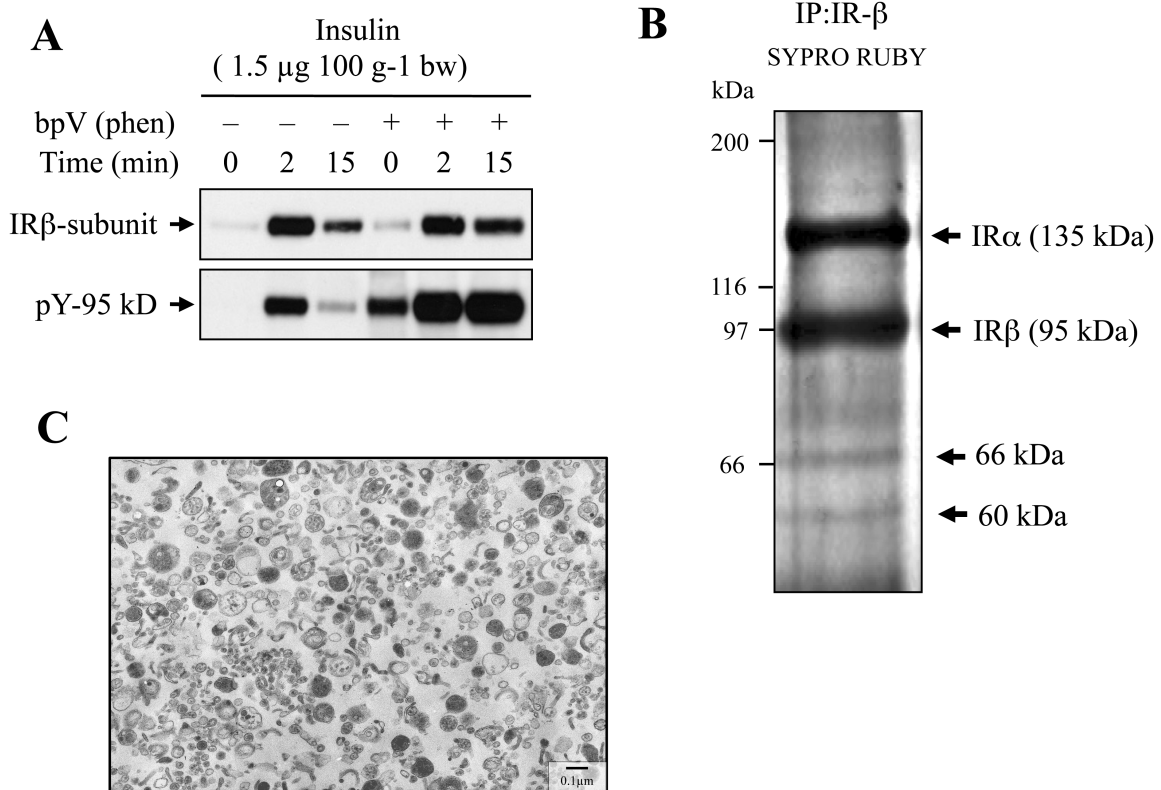 A
Insulin
( 1.5 µg 100 g-1 bw)
bpV (phen) – – – + + +
Time (min) 0 2 15 0 2 15
IRβ-subunit
pY-95 kD
B
IP:IR-β
SYPRO RUBY
kDa
200
IRα (135 kDa)
116
97
IRβ (95 kDa)
66
66 kDa
60 kDa
C
0.1µm